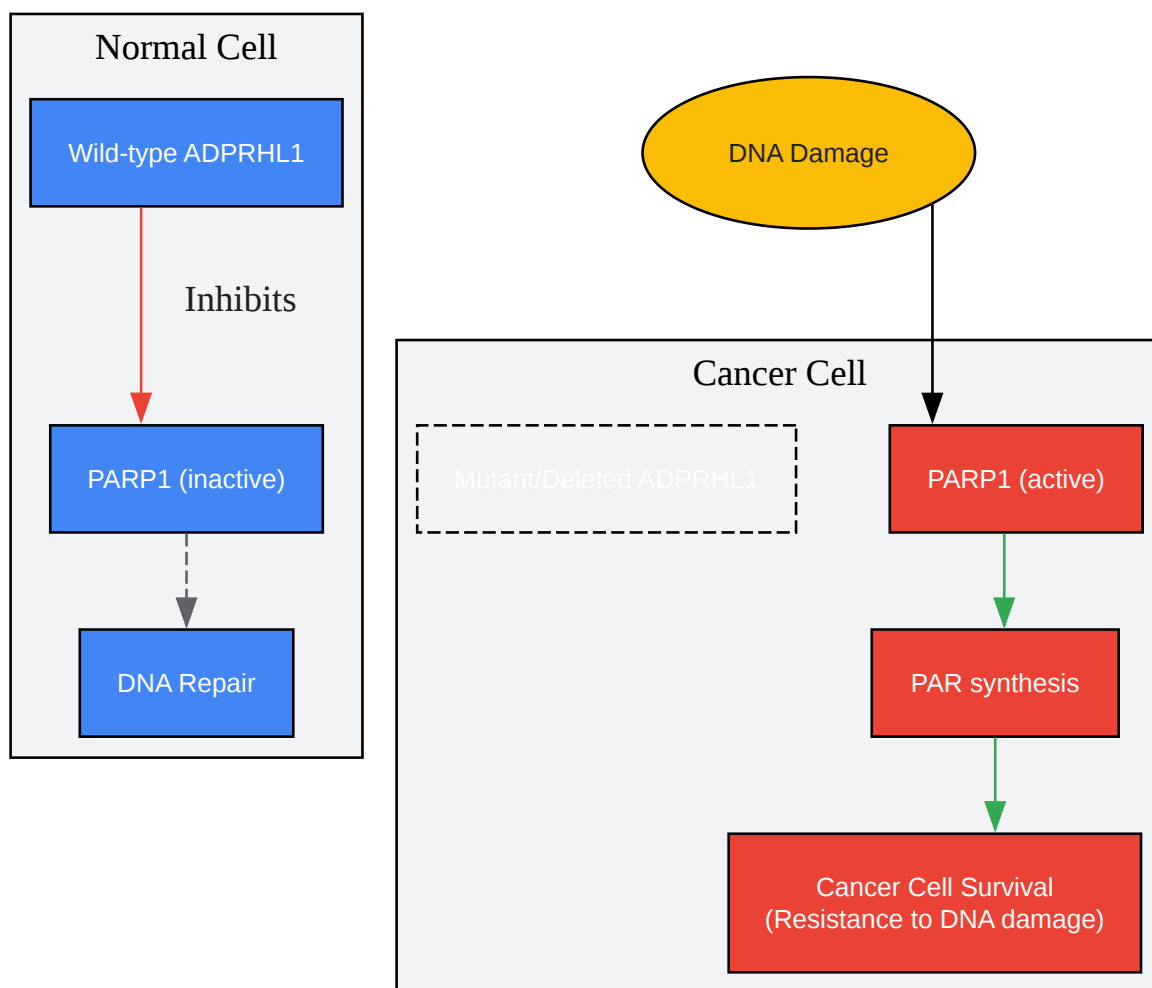 Normal Cell
Wild-type ADPRHL1
Inhibits
PARP1 (inactive)
DNA Repair
DNA Damage
Cancer Cell
Mutant/Deleted ADPRHL1
PARP1 (active)
PAR synthesis
Cancer Cell Survival
(Resistance to DNA damage)